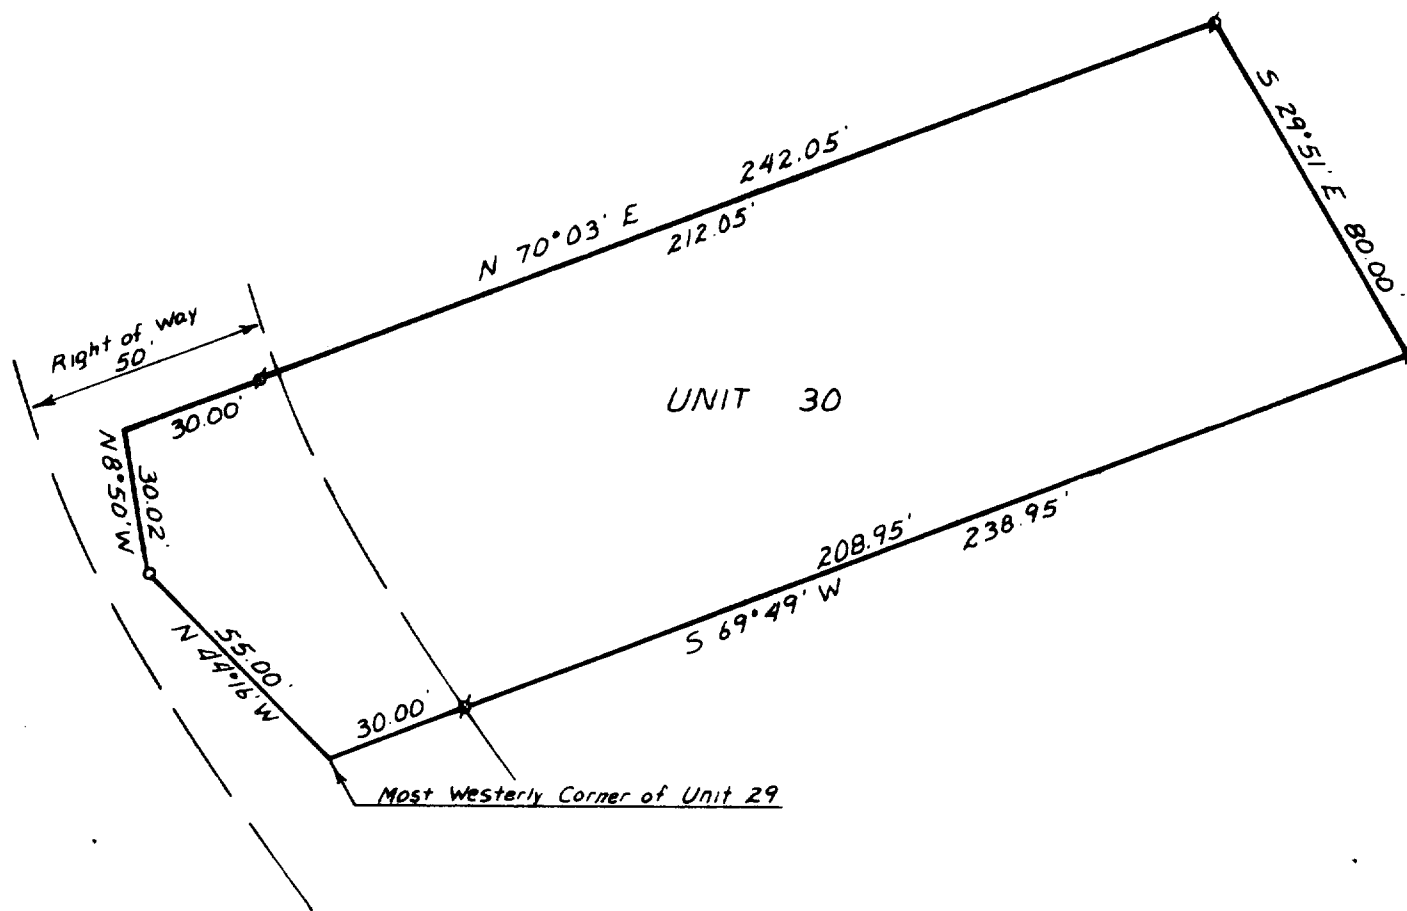 242.05'
N 70°03' E
212.05'
S 29°51' E 80.00'
Right of Way
50'
30.00'
UNIT 30
N 8°50' W
30.02'
208.95'
238.95'
S 69°49' W
55.00'
N 44°16' W
30.00'
Most Westerly Corner of Unit 29